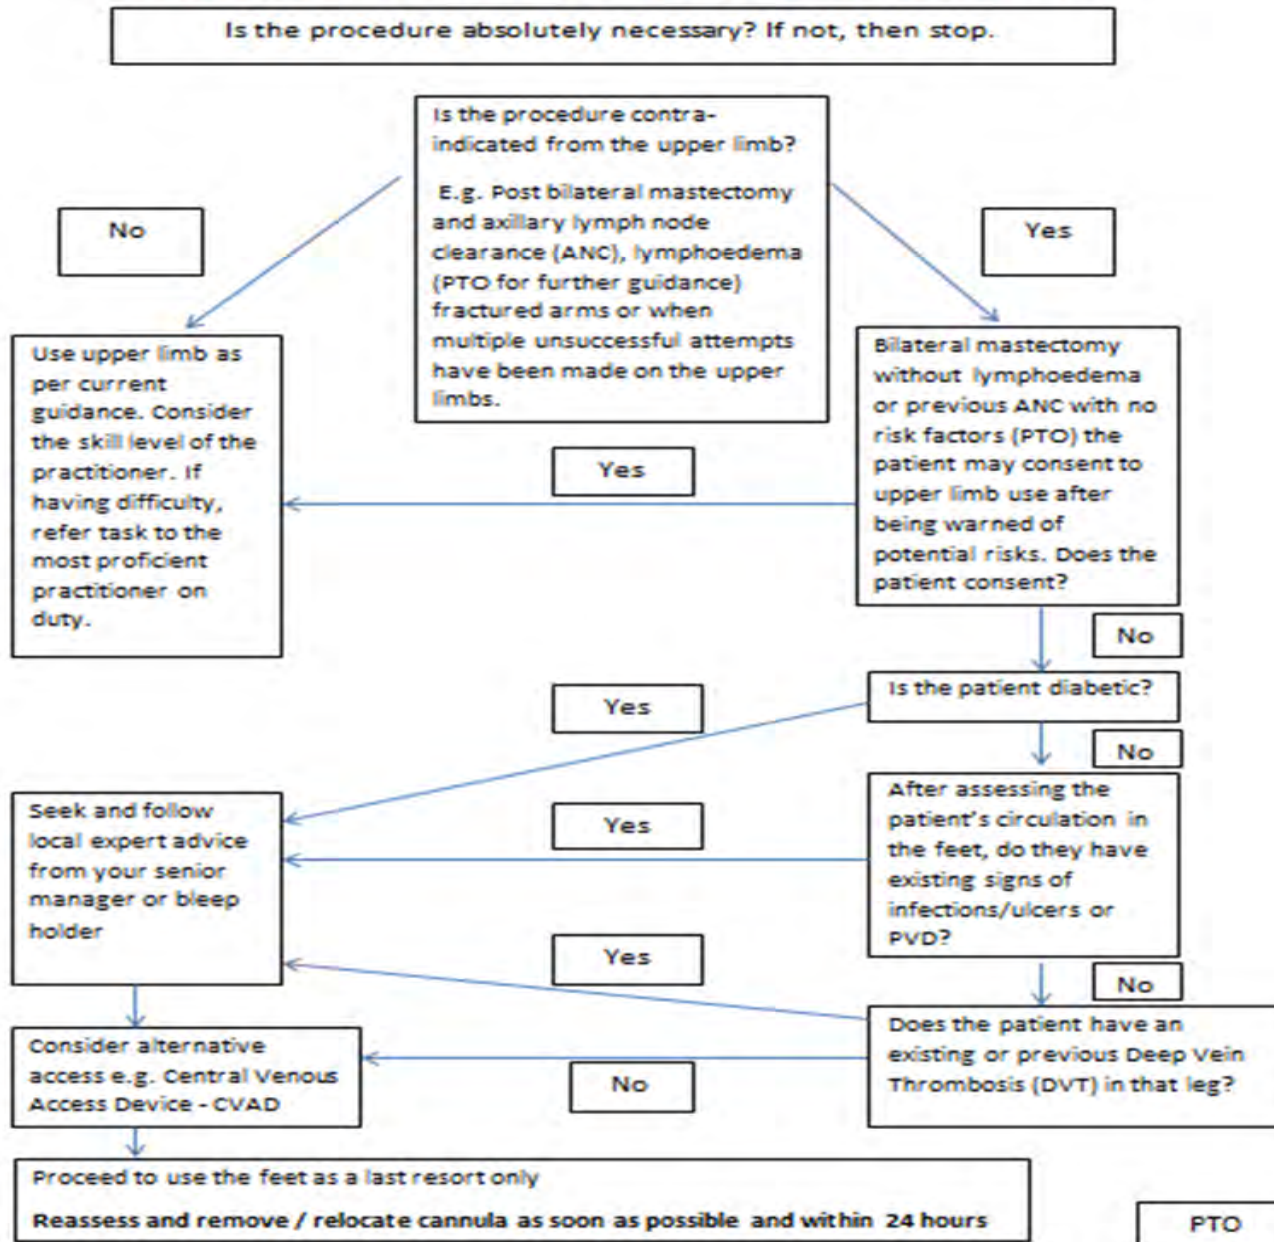 Is the procedure absolutely necessary? If not, then stop.
Is the procedure contra-
indicated from the upper limb?
E.g. Post bilateral mastectomy
and axillary lymph node
clearance (ANC), lymphoedema
(PTO for further guidance)
fractured arms or when
multiple unsuccessful attempts
have been made on the upper
limbs.
No
Yes
Use upper limb as
per current
guidance. Consider
the skill level of the
practitioner. If
having difficulty,
refer task to the
most proficient
practitioner on
duty.
Yes
Bilateral mastectomy
without lymphoedema
or previous ANC with no
risk factors (PTO) the
patient may consent to
upper limb use after
being warned of
potential risks. Does the
patient consent?
No
Is the patient diabetic?
Yes
No
After assessing the
patient's circulation in
the feet, do they have
existing signs of
infections/ulcers or
PVD?
Yes
Seek and follow
local expert advice
from your senior
manager or bleep
holder
Yes
No
Does the patient have an
existing or previous Deep Vein
Thrombosis (DVT) in that leg?
No
Consider alternative
access e.g. Central Venous
Access Device - CVAD
Proceed to use the feet as a last resort only
Reassess and remove / relocate cannula as soon as possible and within 24 hours
PTO